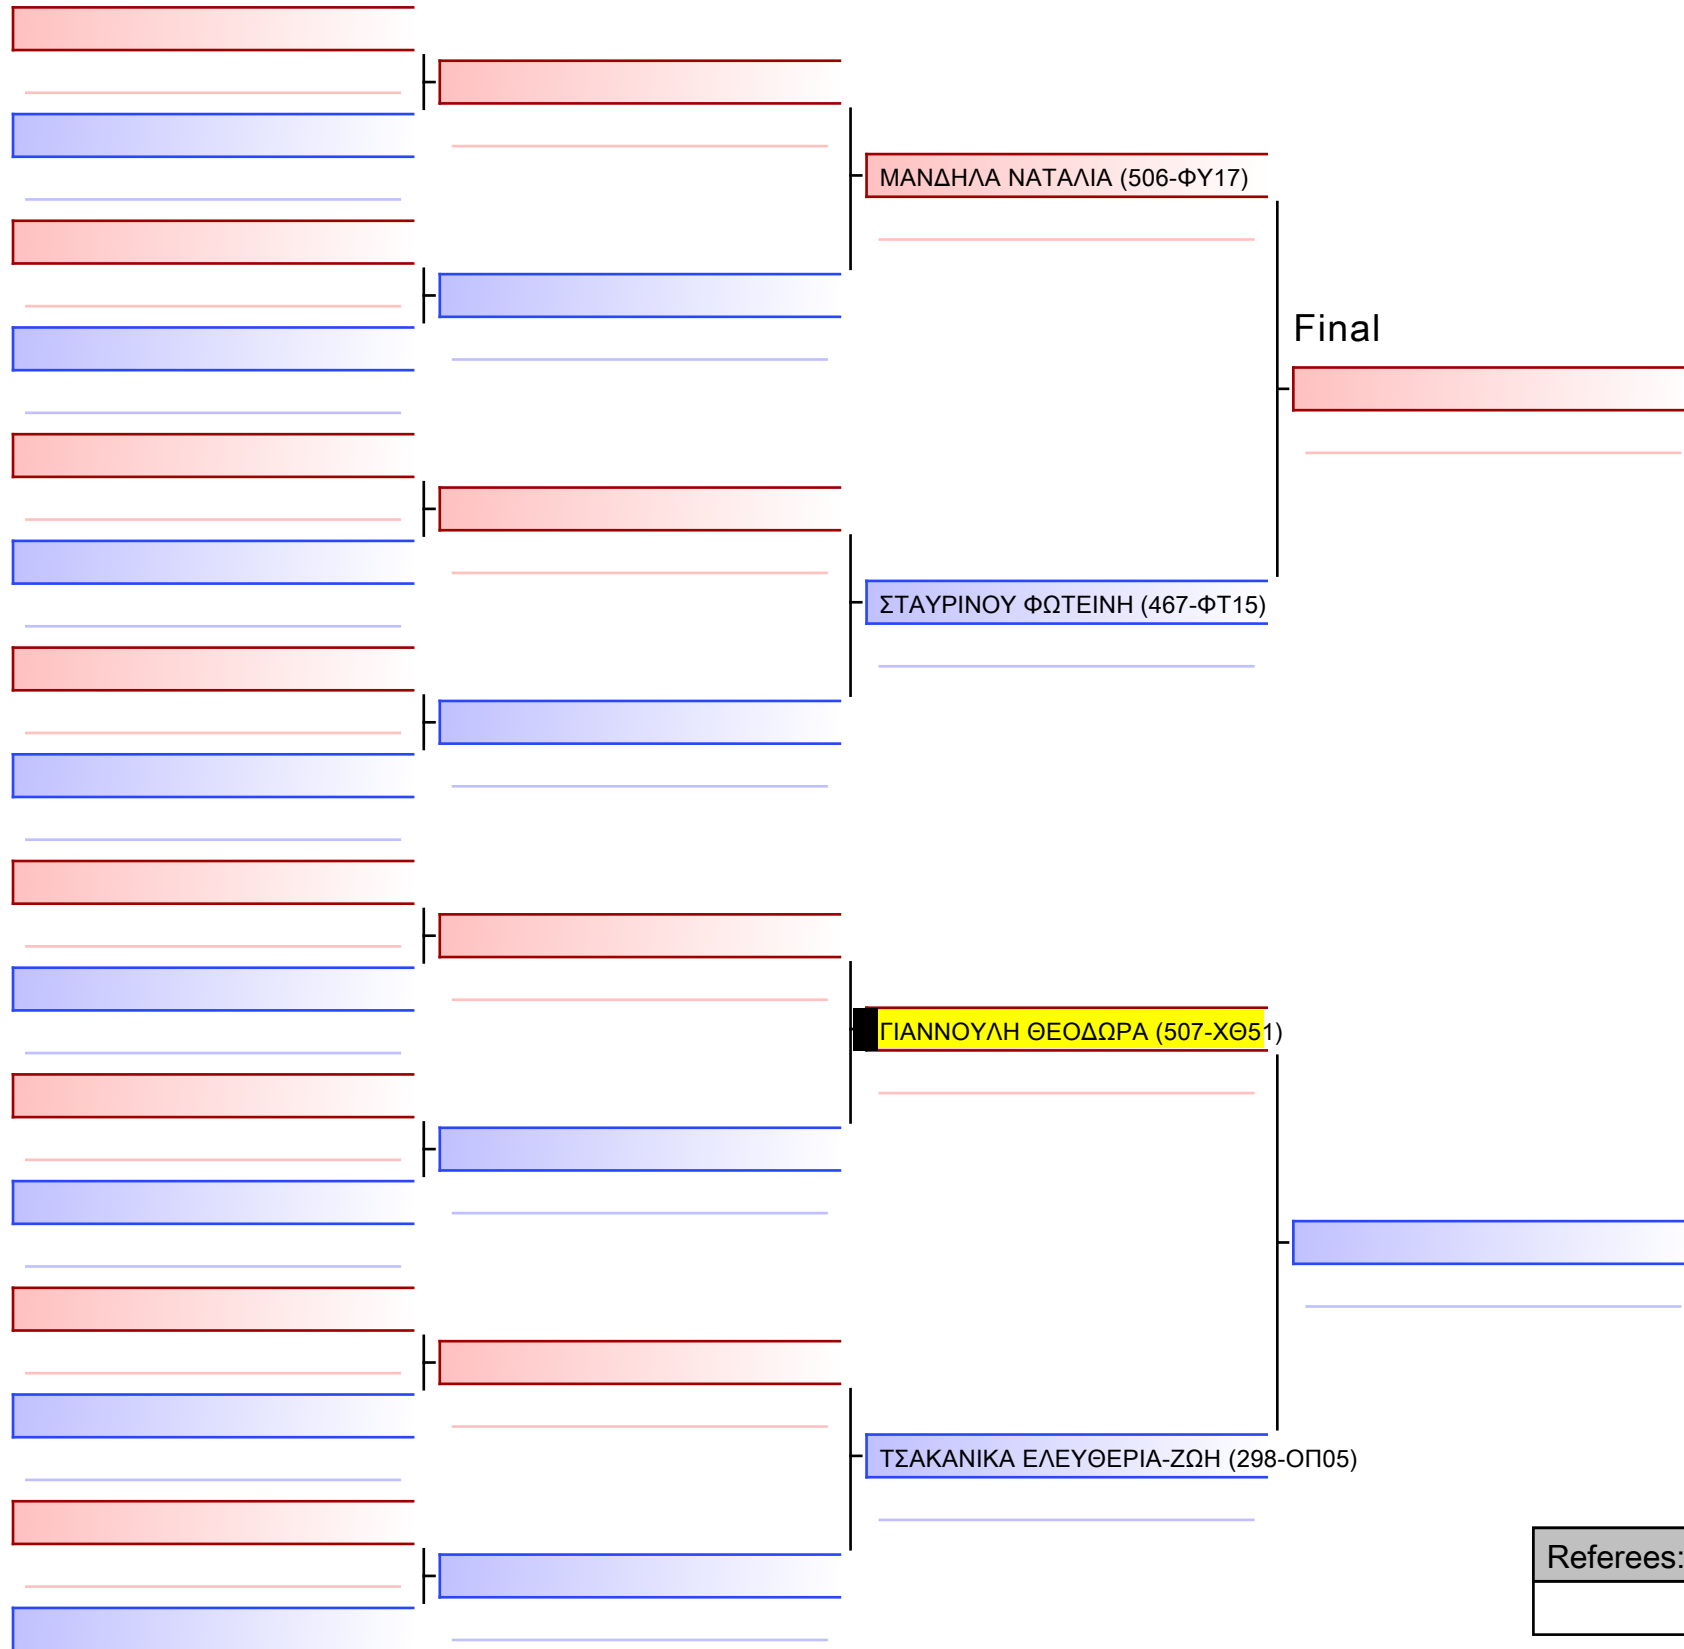 ΜΑΝΔΗΛΑ ΝΑΤΑΛΙΑ (506-ΦΥ17)
Final
ΣΤΑΥΡΙΝΟΥ ΦΩΤΕΙΝΗ (467-ΦΤ15)
ΓΙΑΝΝΟΥΛΗ ΘΕΟΔΩΡΑ (507-ΧΘ51)
ΤΣΑΚΑΝΙΚΑ ΕΛΕΥΘΕΡΙΑ-ΖΩΗ (298-ΟΠ05)
Referees: